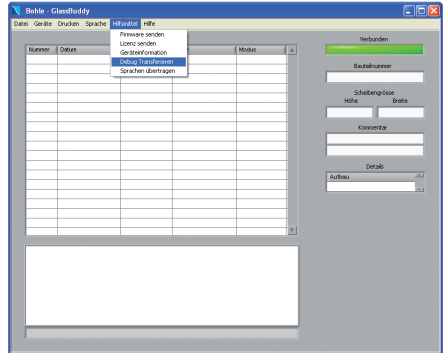 Bohle - GlassBuddy
Datei Geräte Drucken Sprache Hilfsmittel Hilfe
Firmware senden
Lizenz senden
Geräteinformation
Debug Transferieren
Sprachen übertragen
Nummer Datum Modus
Verbunden
Bauteilnummer
Scheibengrösse
Höhe Breite
Kommentar
Details
Aufbau